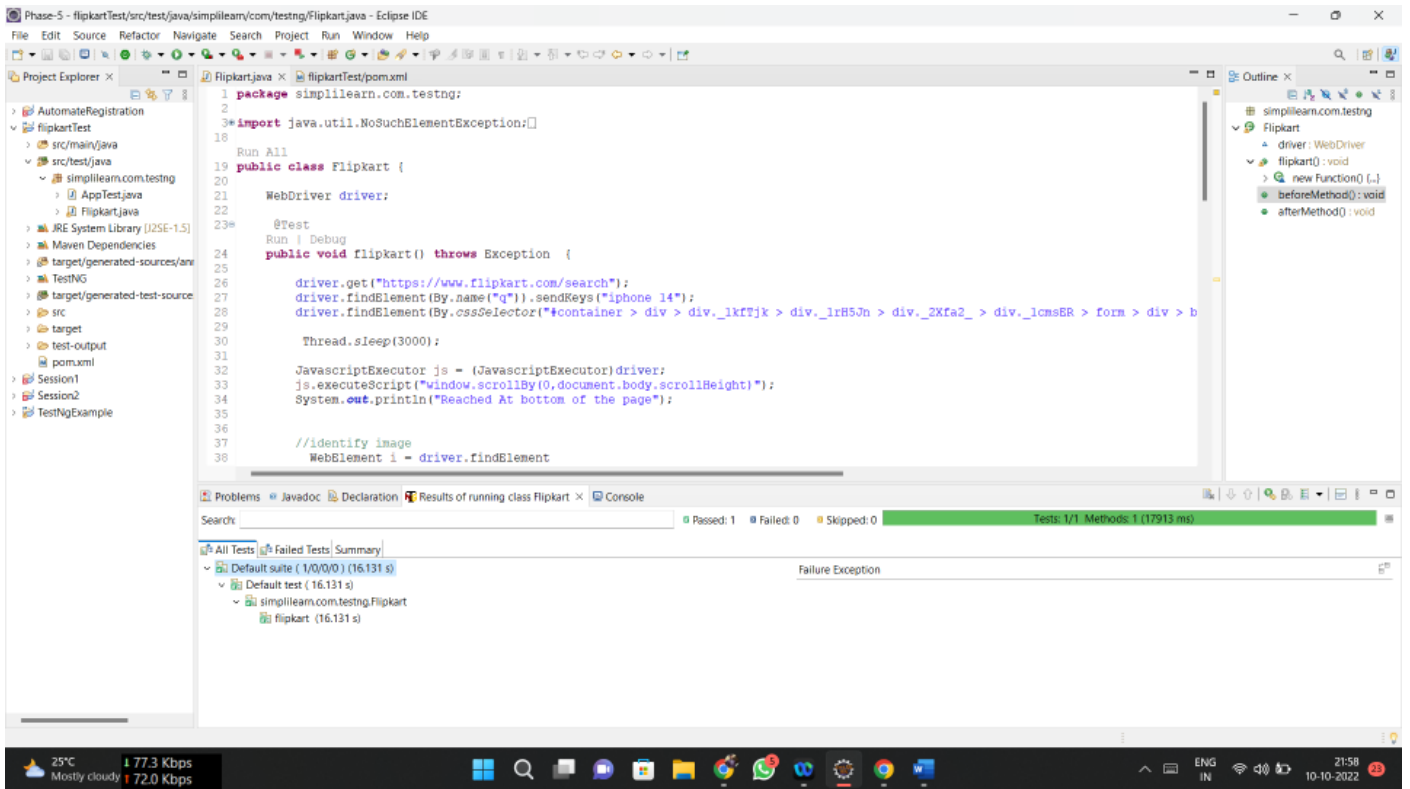 Phase-5 - flipkartTest/src/test/java/simplilearn/com/testng/Flipkart.java - Eclipse IDE
File Edit Source Refactor Navigate Search Project Run Window Help
Project Explorer
AutomateRegistration
flipkartTest
src/main/java
src/test/java
simplilearn.com.testng
AppTest.java
Flipkart.java
JRE System Library [J2SE-1.5]
Maven Dependencies
target/generated-sources/ann
TestNG
target/generated-test-source
src
target
test-output
pom.xml
Session1
Session2
TestNgExample
Flipkart.java flipkartTest/pom.xml
1 package simplilearn.com.testng;
2
3 import java.util.NoSuchElementException;
18
Run All
19 public class Flipkart {
20
21 WebDriver driver;
22
23 @Test
Run | Debug
24 public void flipkart() throws Exception {
25
26 driver.get("https://www.flipkart.com/search");
27 driver.findElement(By.name("q")).sendKeys("iphone 14");
28 driver.findElement(By.cssSelector("#container > div > div._1kfTjk > div._1rH5Jn > div._2Xfa2_ > div._1cmsER > form > div > b
29
30 Thread.sleep(3000);
31
32 JavascriptExecutor js = (JavascriptExecutor)driver;
33 js.executeScript("window.scrollBy(0,document.body.scrollHeight)");
34 System.out.println("Reached At bottom of the page");
35
36
37 //identify image
38 WebElement i = driver.findElement
Outline
simplilearn.com.testng
Flipkart
driver : WebDriver
flipkart() : void
new Function() {...}
beforeMethod() : void
afterMethod() : void
Problems Javadoc Declaration Results of running class Flipkart Console
Search: Passed: 1 Failed: 0 Skipped: 0 Tests: 1/1 Methods: 1 (17913 ms)
All Tests Failed Tests Summary
Default suite ( 1/0/0/0 ) (16.131 s)
Default test ( 16.131 s)
simplilearn.com.testng.Flipkart
flipkart (16.131 s)
Failure Exception
25°C
Mostly cloudy
77.3 Kbps
72.0 Kbps
5
ENG
IN
21:58
10-10-2022
23